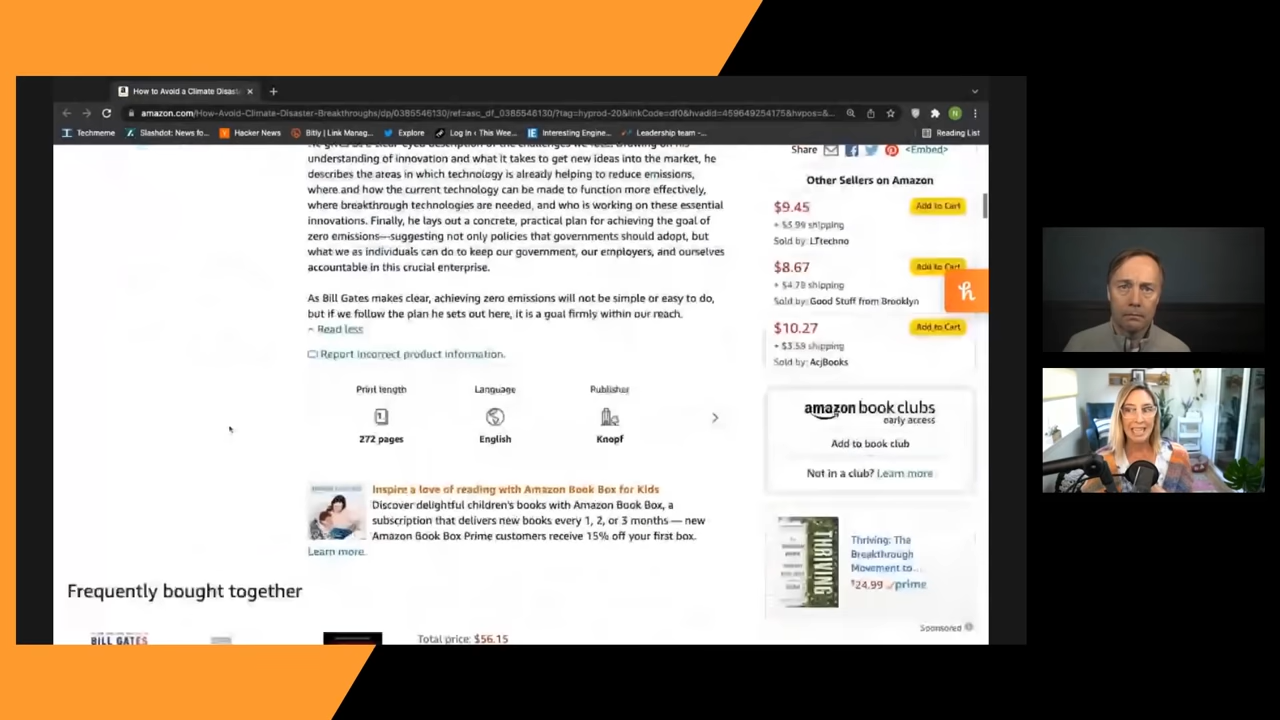 How to Avoid a Climate Disast
amazon.com/How-Avoid-Climate-Disaster-Breakthroughs/dp/0385546130/ref=asc_df_0385546130/?tag=hyprod-20&linkCode=df0&hvadid=459649254175&hvpos=&...
Techmeme
Slashdot: News fo...
Hacker News
Bitly | Link Manag...
Explore
Log In ‹ This Wee...
Interesting Engine...
Leadership team -...
Reading List
understanding of innovation and what it takes to get new ideas into the market, he
describes the areas in which technology is already helping to reduce emissions,
where and how the current technology can be made to function more effectively,
where breakthrough technologies are needed, and who is working on these essential
innovations. Finally, he lays out a concrete, practical plan for achieving the goal of
zero emissions—suggesting not only policies that governments should adopt, but
what we as individuals can do to keep our government, our employers, and ourselves
accountable in this crucial enterprise.
As Bill Gates makes clear, achieving zero emissions will not be simple or easy to do,
but if we follow the plan he sets out here, it is a goal firmly within our reach.
Read less
Report incorrect product information.
Print length
272 pages
Language
English
Publisher
Knopf
Inspire a love of reading with Amazon Book Box for Kids
Discover delightful children's books with Amazon Book Box, a
subscription that delivers new books every 1, 2, or 3 months — new
Amazon Book Box Prime customers receive 15% off your first box.
Learn more.
Frequently bought together
BILL GATES
Total price: $56.15
Share
<Embed>
Other Sellers on Amazon
$9.45
Add to Cart
+ $3.99 shipping
Sold by: LTtechno
$8.67
Add to Cart
+ $4.78 shipping
Sold by: Good Stuff from Brooklyn
$10.27
Add to Cart
+ $3.59 shipping
Sold by: AcjBooks
amazon book clubs
early access
Add to book club
Not in a club? Learn more
THRIVING
Thriving: The
Breakthrough
Movement to...
$24.99 prime
Sponsored